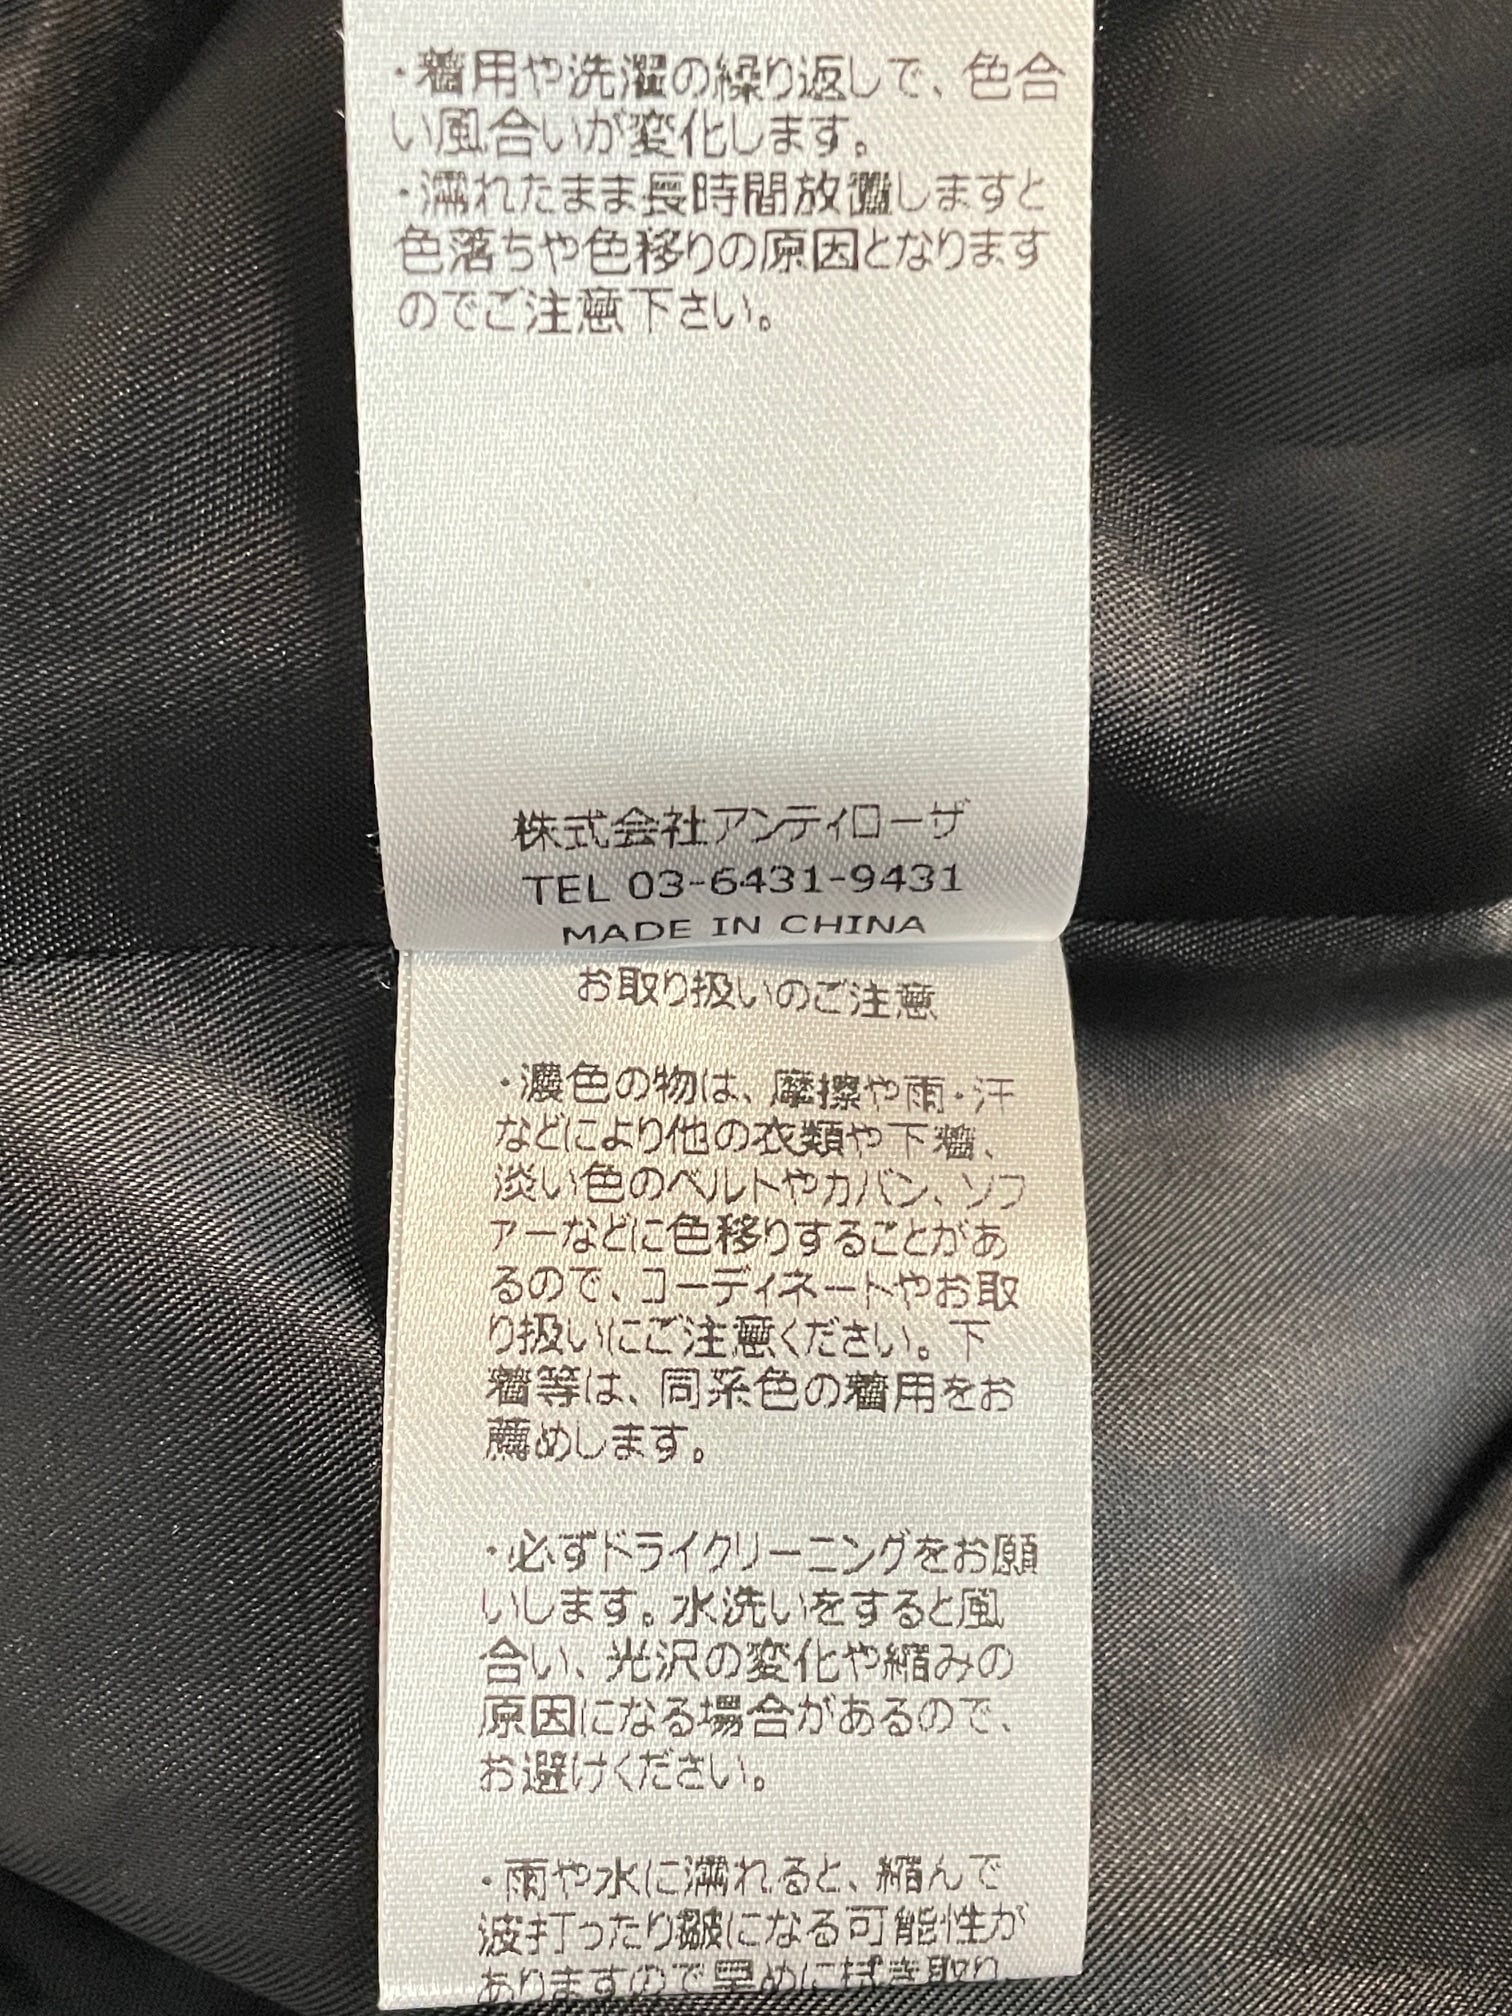 ・着用や洗濯の繰り返しで、色合
い風合いが変化します。
・濡れたまま長時間放置しますと
色落ちや色移りの原因となります
のでご注意下さい。
株式会社アンティローザ
TEL 03-6431-9431
MADE IN CHINA
お取り扱いのご注意
・濃色の物は、摩擦や雨・汗
などにより他の衣類や下着、
淡い色のベルトやカバン、ソフ
ァーなどに色移りすることがあ
るので、コーディネートやお取
り扱いにご注意ください。下
着等は、同系色の着用をお
薦めします。
・必ずドライクリーニングをお願
いします。水洗いをすると風
合い、光沢の変化や縮みの
原因になる場合があるので、
お避けください。
・雨や水に濡れると、縮んで
波打ったり皺になる可能性が
ありますので早めに拭き取り